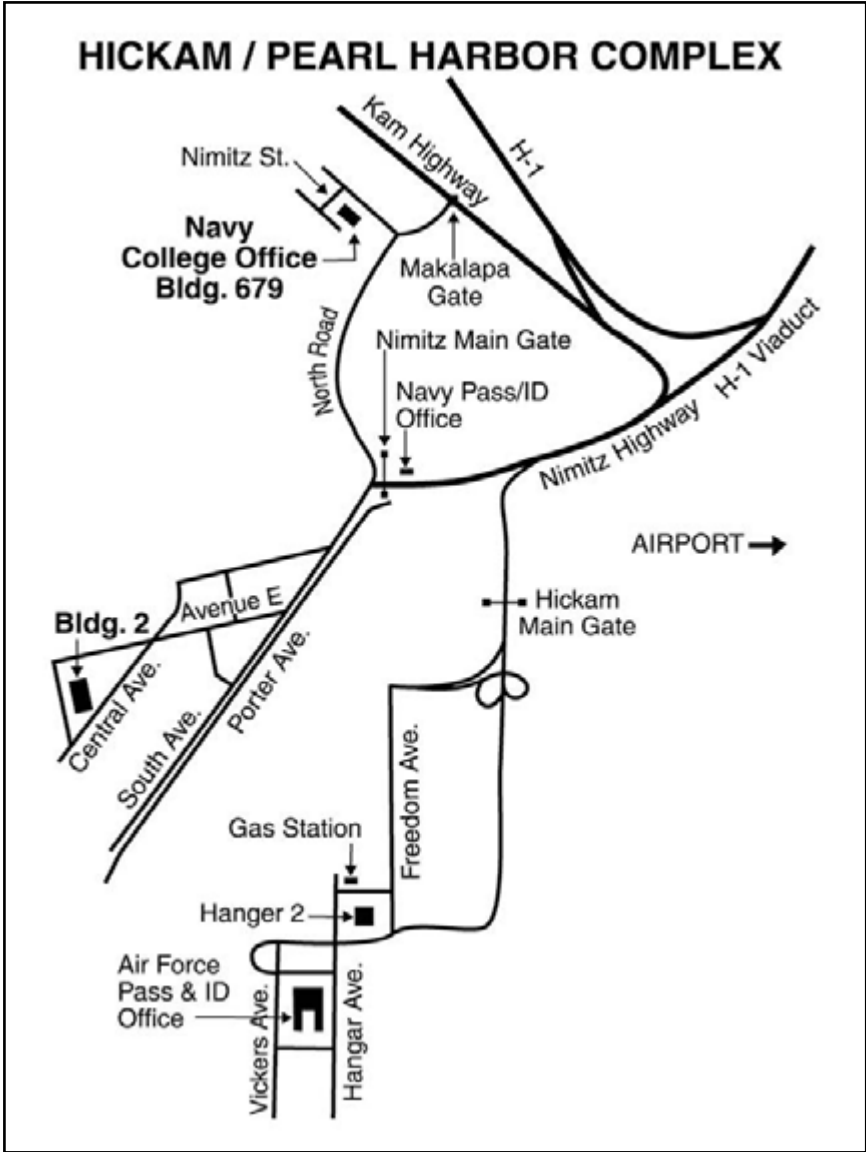 HICKAM / PEARL HARBOR COMPLEX
Kam Highway
H-1
Nimitz St.
Navy
College Office
Bldg. 679
Makalapa
Gate
North Road
Nimitz Main Gate
H-1 Viaduct
Navy Pass/ID
Office
Nimitz Highway
AIRPORT
Avenue E
Hickam
Main Gate
Bldg. 2
Central Ave.
South Ave.
Porter Ave.
Freedom Ave.
Gas Station
Hanger 2
Air Force
Pass & ID
Office
Vickers Ave.
Hangar Ave.